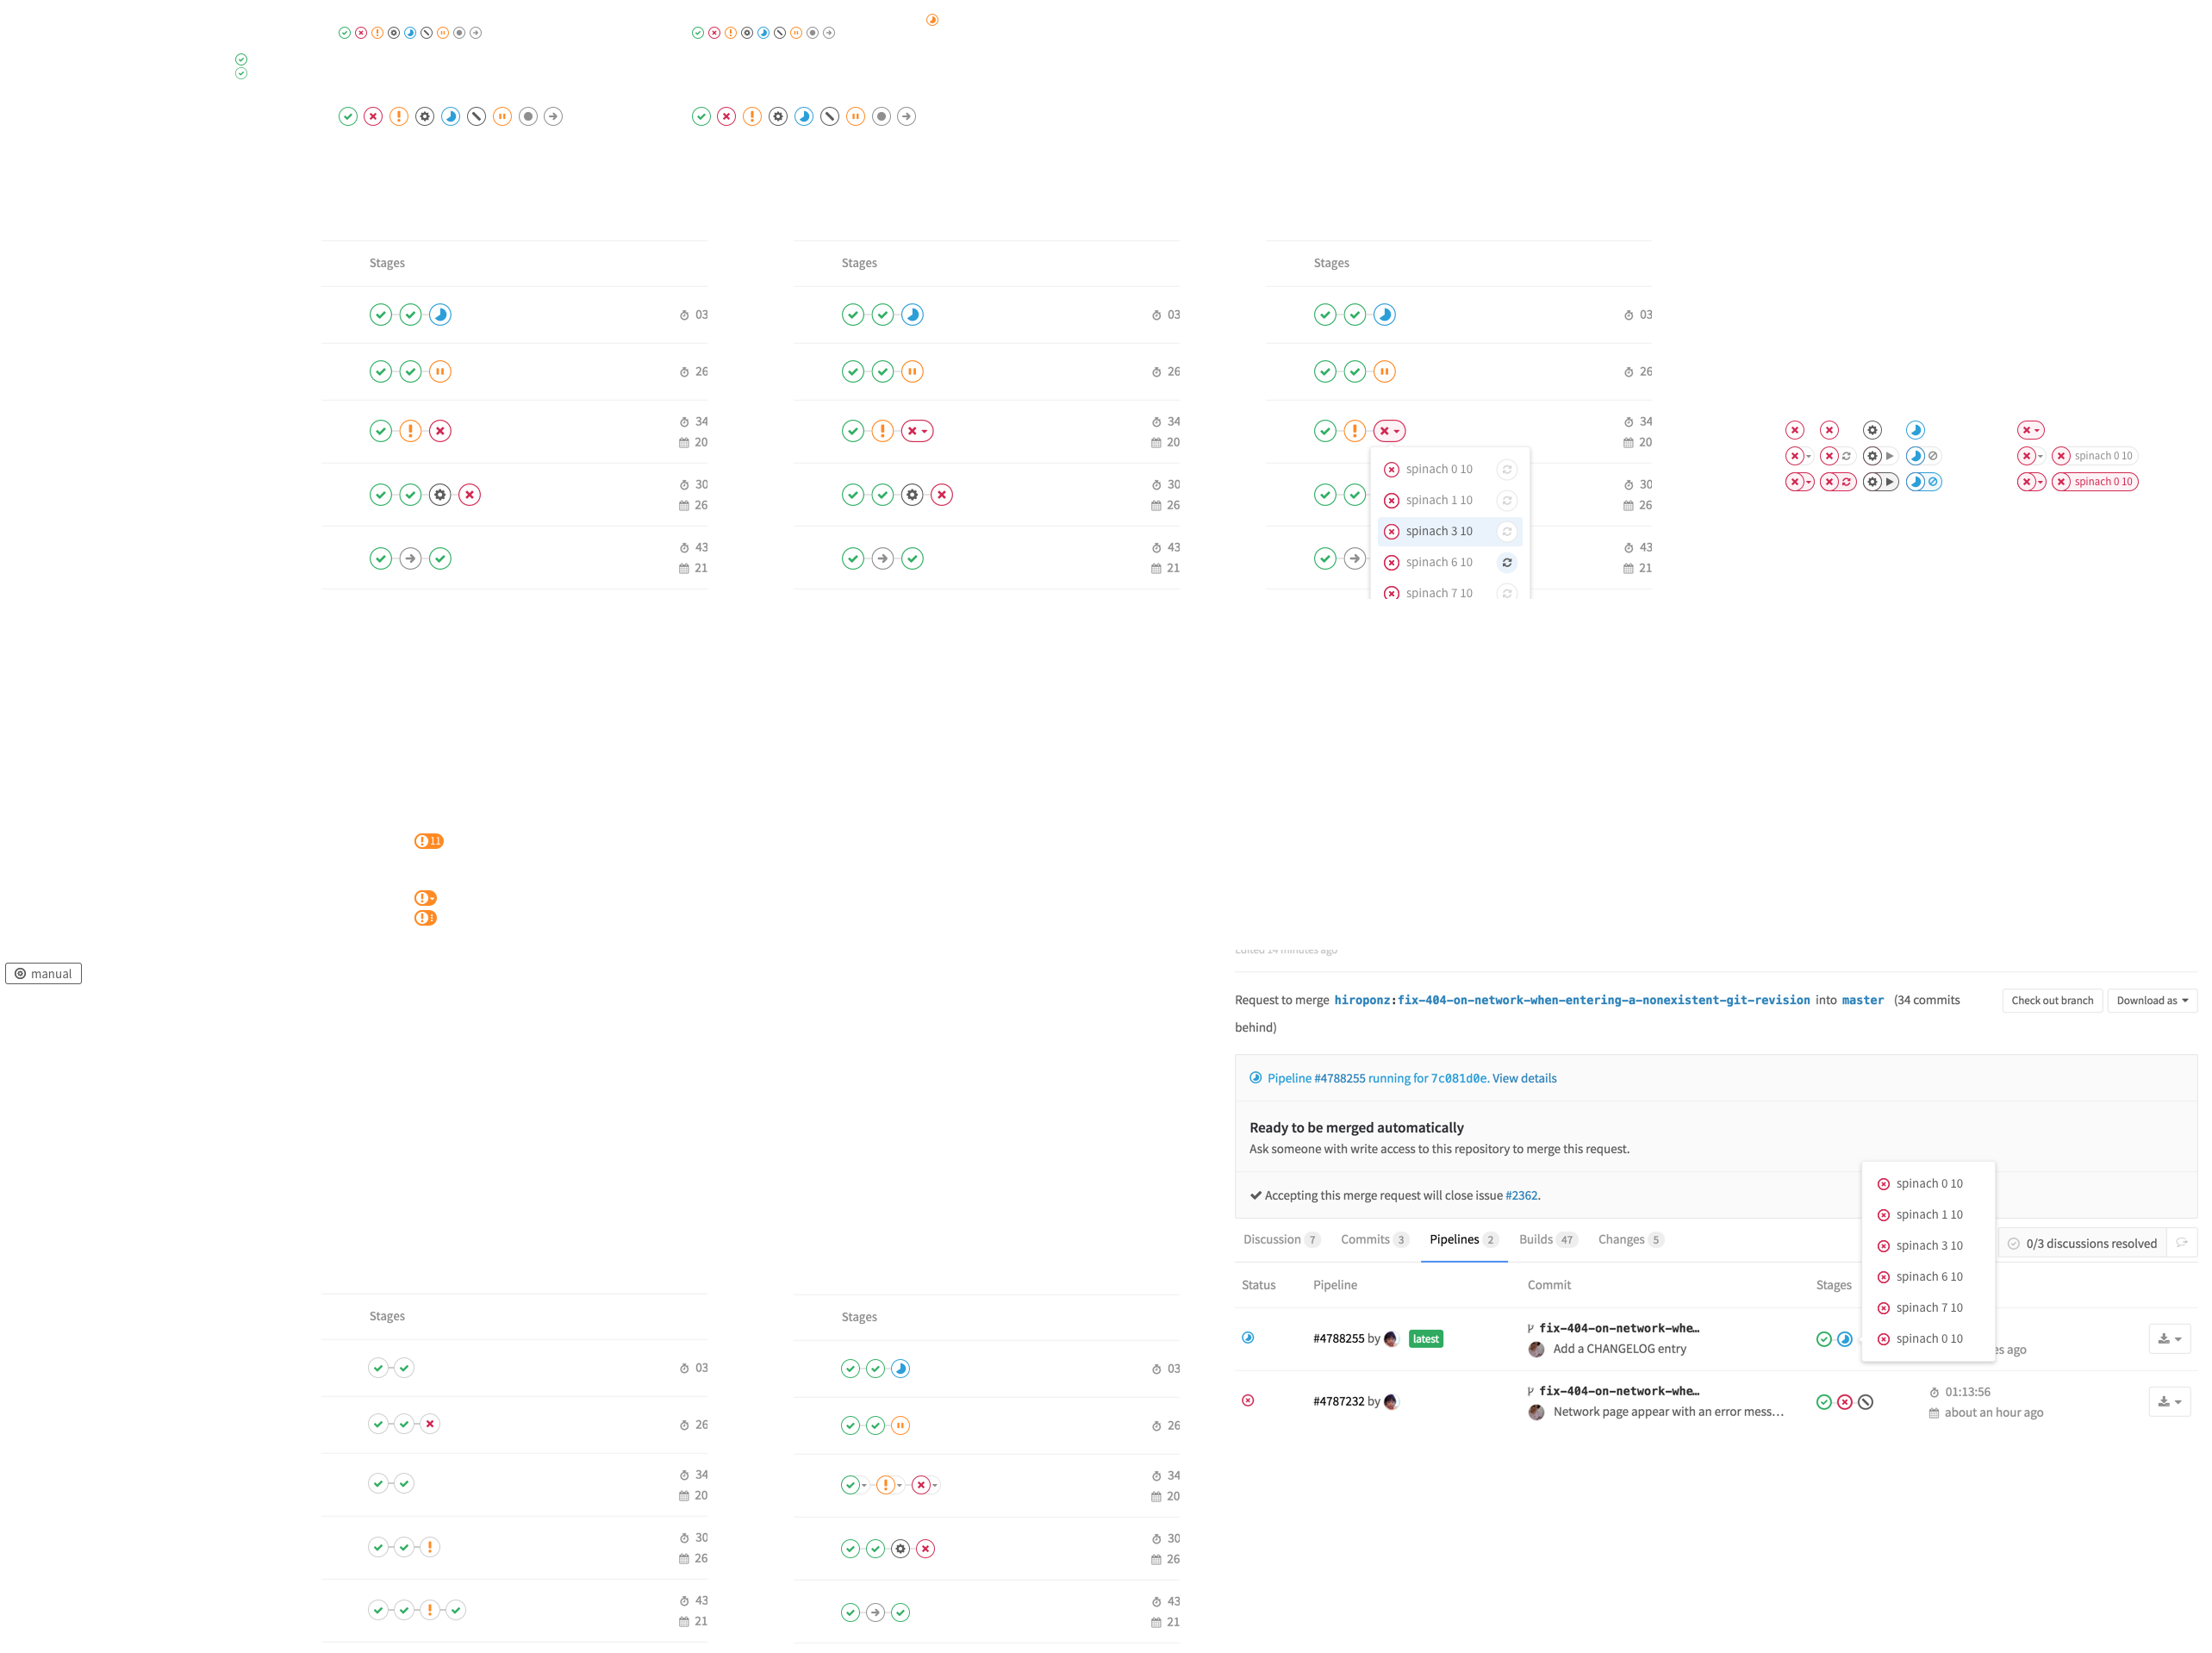 Stages
03
26
34
20
30
26
43
21
Stages
03
26
34
20
30
26
43
21
Stages
03
26
34
20
30
26
43
21
spinach 0 10
spinach 1 10
spinach 3 10
spinach 6 10
spinach 7 10
spinach 0 10
spinach 0 10
11
manual
Edited 14 minutes ago
Request to merge hiroponz:fix-404-on-network-when-entering-a-nonexistent-git-revision into master (34 commits
behind)
Check out branch
Download as
Pipeline #4788255 running for 7c081d0e. View details
Ready to be merged automatically
Ask someone with write access to this repository to merge this request.
Accepting this merge request will close issue #2362.
Discussion 7 Commits 3 Pipelines 2 Builds 47 Changes 5
0/3 discussions resolved
spinach 0 10
spinach 1 10
spinach 3 10
spinach 6 10
spinach 7 10
spinach 0 10
Status Pipeline Commit Stages
#4788255 by latest
fix-404-on-network-whe…
Add a CHANGELOG entry
ago
#4787232 by
fix-404-on-network-whe…
Network page appear with an error mess…
01:13:56
about an hour ago
Stages
03
26
34
20
30
26
43
21
Stages
03
26
34
20
30
26
43
21